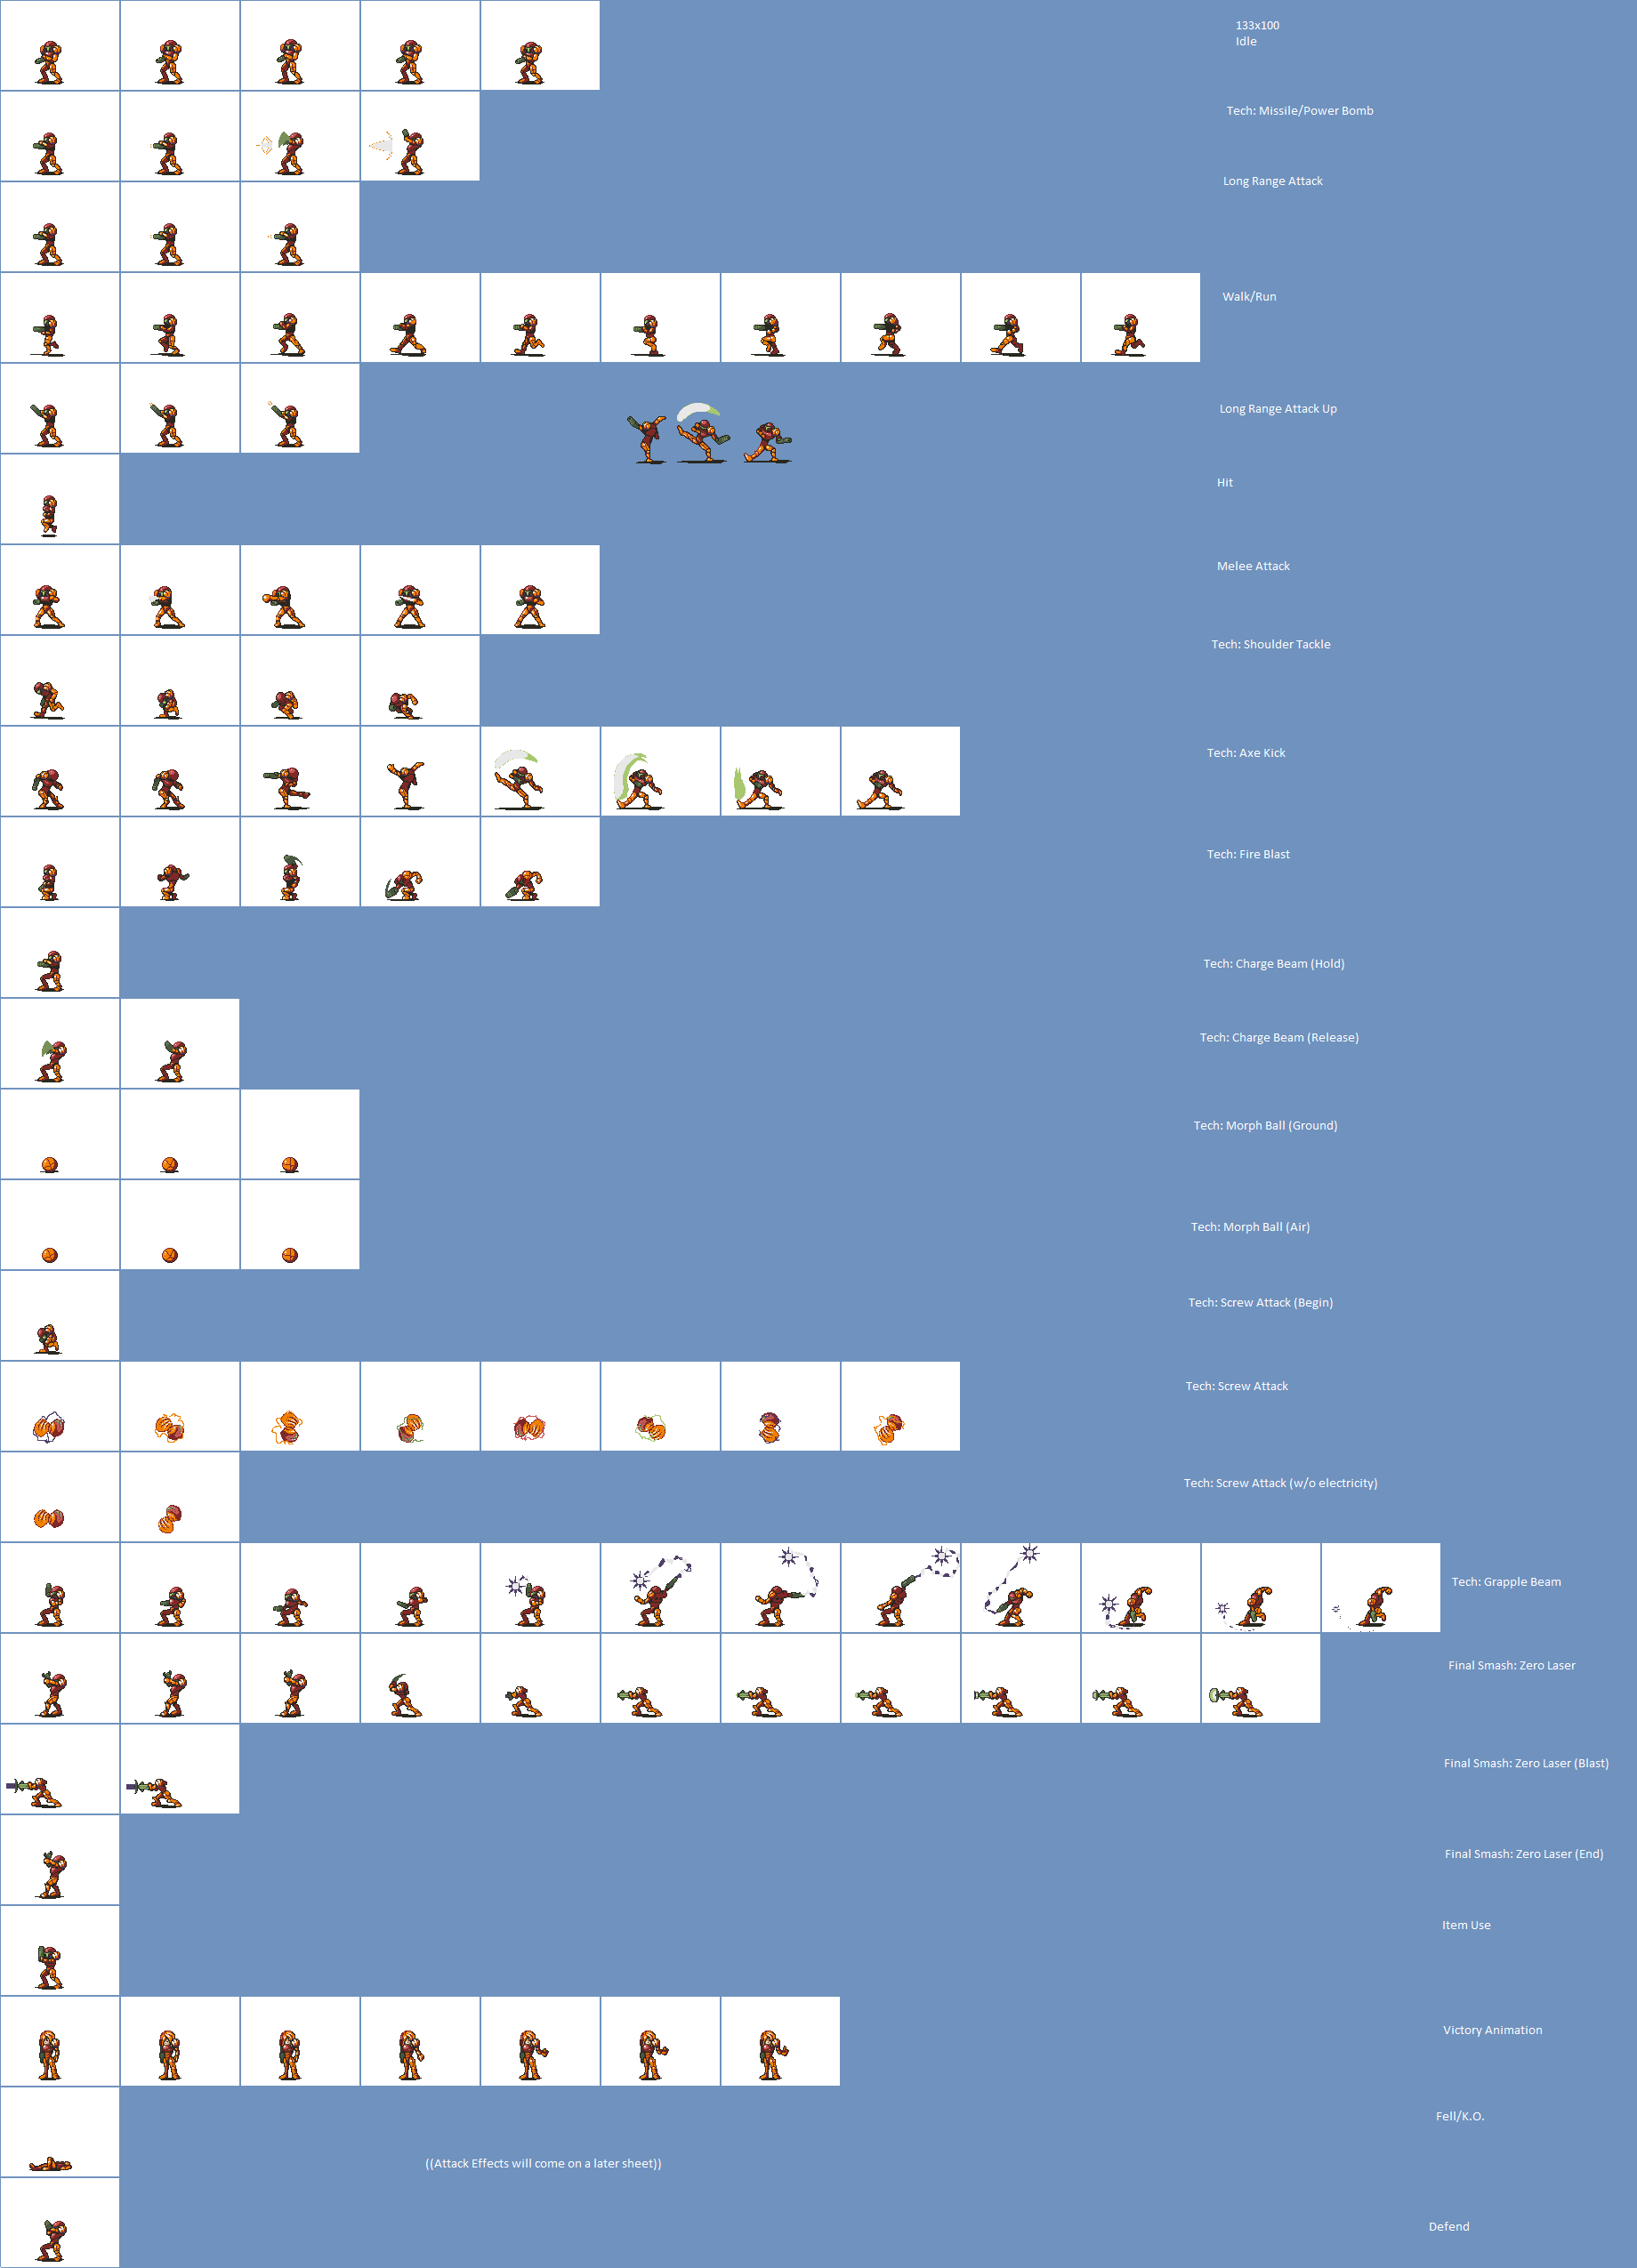 133x100
Idle
Tech: Missile/Power Bomb
Long Range Attack
Walk/Run
Long Range Attack Up
Hit
Melee Attack
Tech: Shoulder Tackle
Tech: Axe Kick
Tech: Fire Blast
Tech: Charge Beam (Hold)
Tech: Charge Beam (Release)
Tech: Morph Ball (Ground)
Tech: Morph Ball (Air)
Tech: Screw Attack (Begin)
Tech: Screw Attack
Tech: Screw Attack (w/o electricity)
Tech: Grapple Beam
Final Smash: Zero Laser
Final Smash: Zero Laser (Blast)
Final Smash: Zero Laser (End)
Item Use
Victory Animation
Fell/K.O.
((Attack Effects will come on a later sheet))
Defend